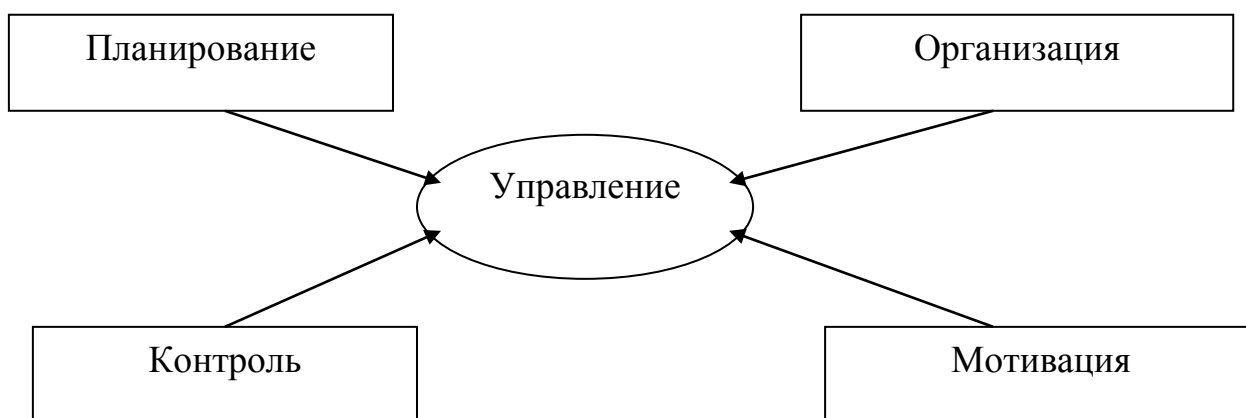 Планирование
Организация
Управление
Контроль
Мотивация